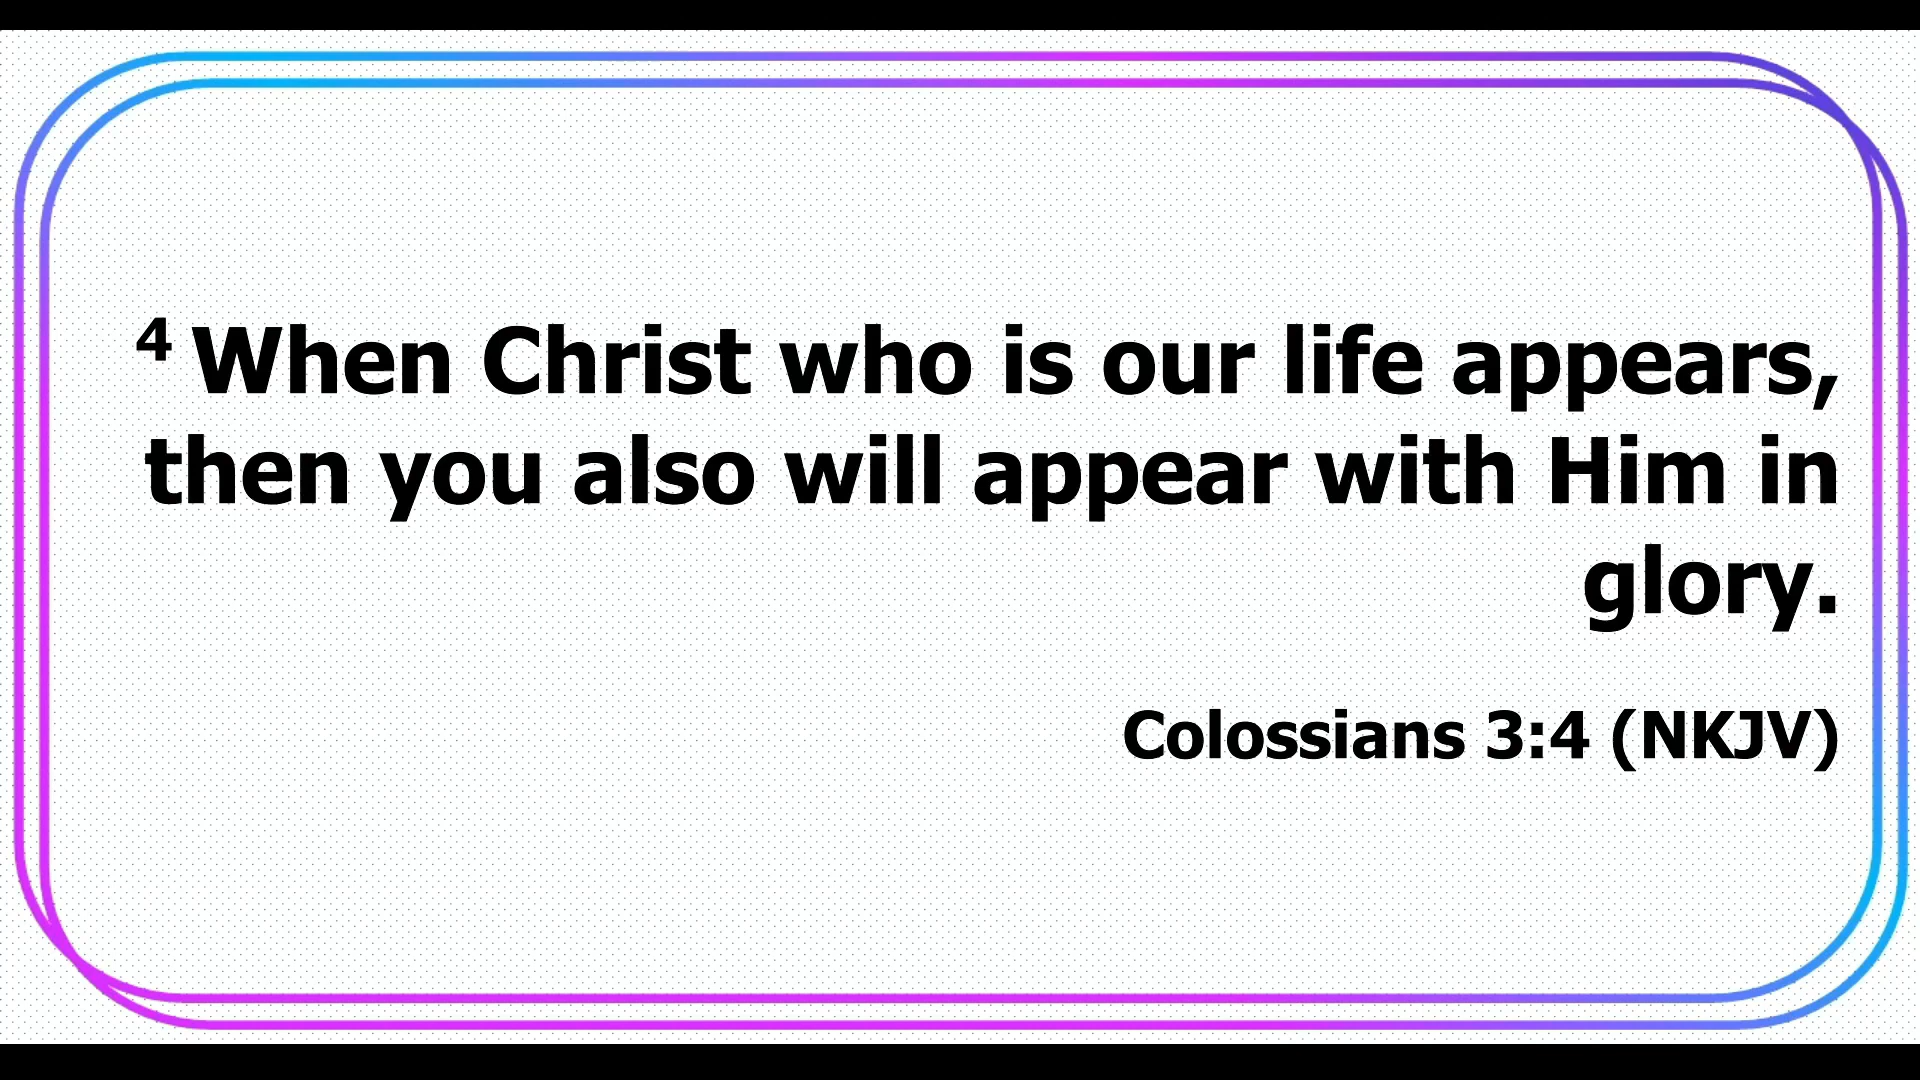 4 When Christ who is our life appears,
then you also will appear with Him in
glory.
Colossians 3:4 (NKJV)